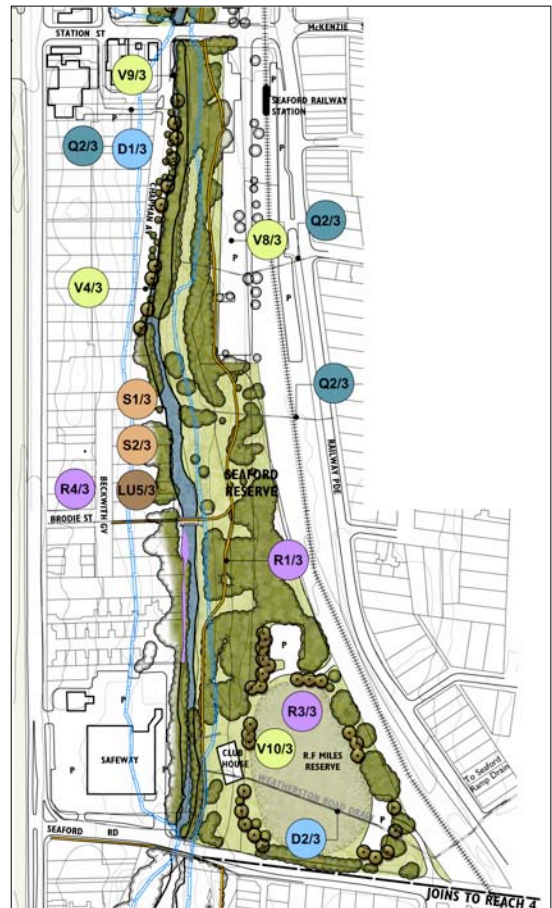 McKENZIE S
STATION ST
V9/3
P
SEAFORD RAILWAY
STATION
P
Q2/3
D1/3
P
CHAPMAN AV
Q2/3
V8/3
P
V4/3
P
Q2/3
S1/3
S2/3
RAILWAY PDE
SEAFORD
RESERVE
R4/3
BECKWITH GV
LU5/3
BRODIE ST
R1/3
P
R3/3
P
V10/3
CLUB
HOUSE
R.F MILES
RESERVE
SAFEWAY
P
P
WEATHERSTON ROAD DRAIN
To Seaford
Ramp Drain
P
SEAFORD RD
D2/3
JOINS TO REACH 4